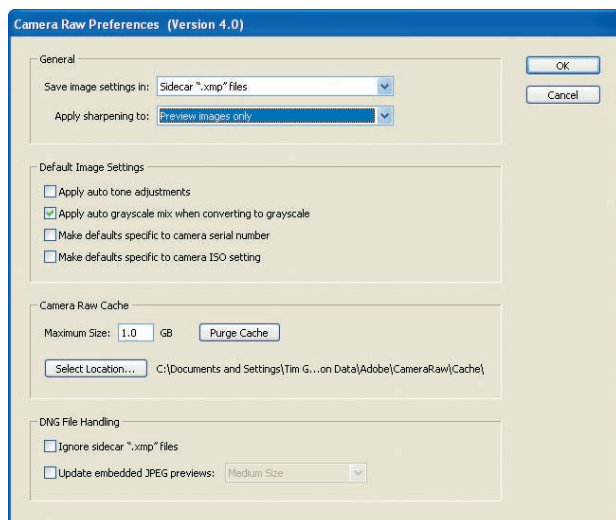 Camera Raw Preferences (Version 4.0)
General
Save image settings in: Sidecar ".xmp" files
Apply sharpening to: Preview images only
OK
Cancel
Default Image Settings
Apply auto tone adjustments
Apply auto grayscale mix when converting to grayscale
Make defaults specific to camera serial number
Make defaults specific to camera ISO setting
Camera Raw Cache
Maximum Size: 1.0 GB Purge Cache
Select Location... C:\Documents and Settings\Tim G...on Data\Adobe\CameraRaw\Cache\
DNG File Handling
Ignore sidecar ".xmp" files
Update embedded JPEG previews: Medium Size